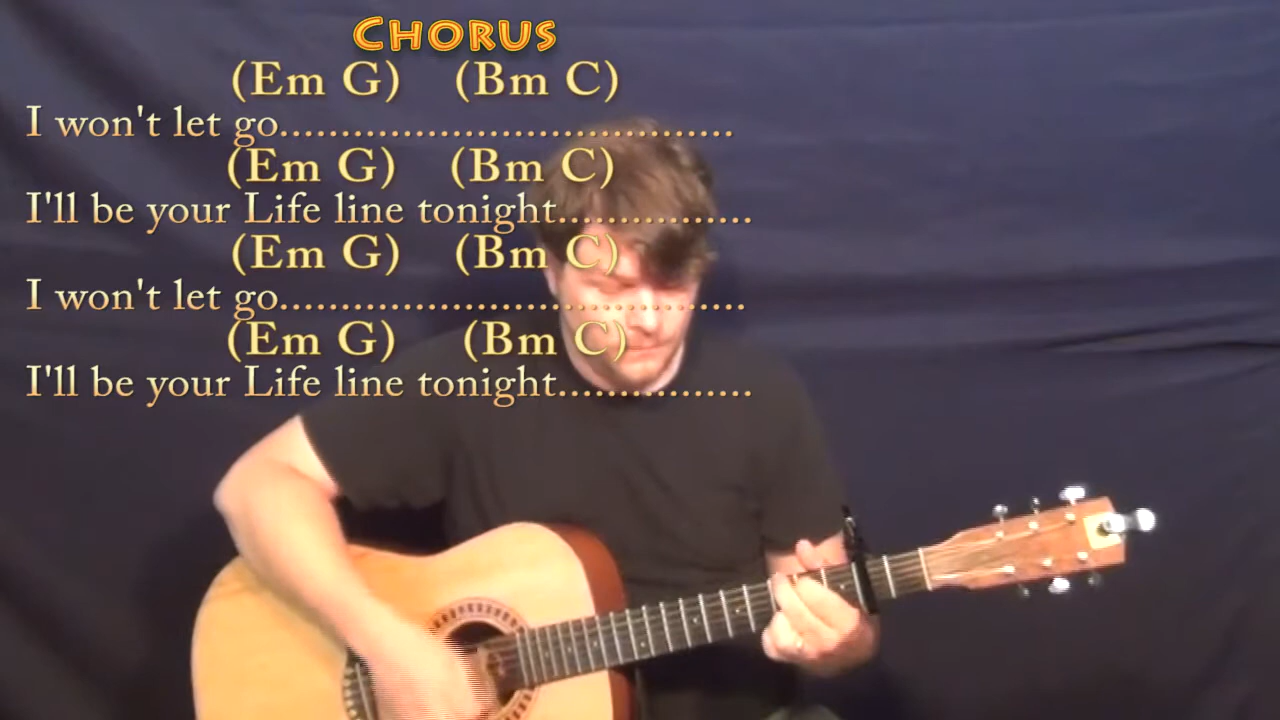 CHORUS
(Em G) (Bm C)
I won't let go.....................................
(Em G) (Bm C)
I'll be your Life line tonight................
(Em G) (Bm C)
I won't let go......................................
(Em G) (Bm C)
I'll be your Life line tonight................